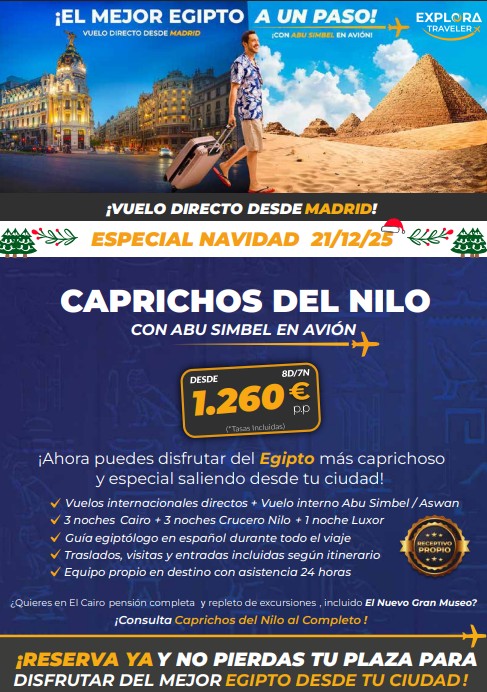 ¡EL MEJOR EGIPTO A UN PASO!
VUELO DIRECTO DESDE MADRID
¡CON ABU SIMBEL EN AVIÓN!
EXPLORA
TRAVELER
¡VUELO DIRECTO DESDE MADRID!
ESPECIAL NAVIDAD 21/12/25
CAPRICHOS DEL NILO
CON ABU SIMBEL EN AVIÓN
DESDE
8D/7N
1.260 €
p.p
(*Tasas Incluidas)
¡Ahora puedes disfrutar del Egipto más caprichoso
y especial saliendo desde tu ciudad!
Vuelos internacionales directos + Vuelo interno Abu Simbel / Aswan
3 noches Cairo + 3 noches Crucero Nilo + 1 noche Luxor
Guía egiptólogo en español durante todo el viaje
Traslados, visitas y entradas incluidas según itinerario
Equipo propio en destino con asistencia 24 horas
RECEPTIVO
PROPIO
¿Quieres en El Cairo pensión completa y repleto de excursiones , incluido El Nuevo Gran Museo?
¡Consulta Caprichos del Nilo al Completo !
¡RESERVA YA Y NO PIERDAS TU PLAZA PARA
DISFRUTAR DEL MEJOR EGIPTO DESDE TU CIUDAD !